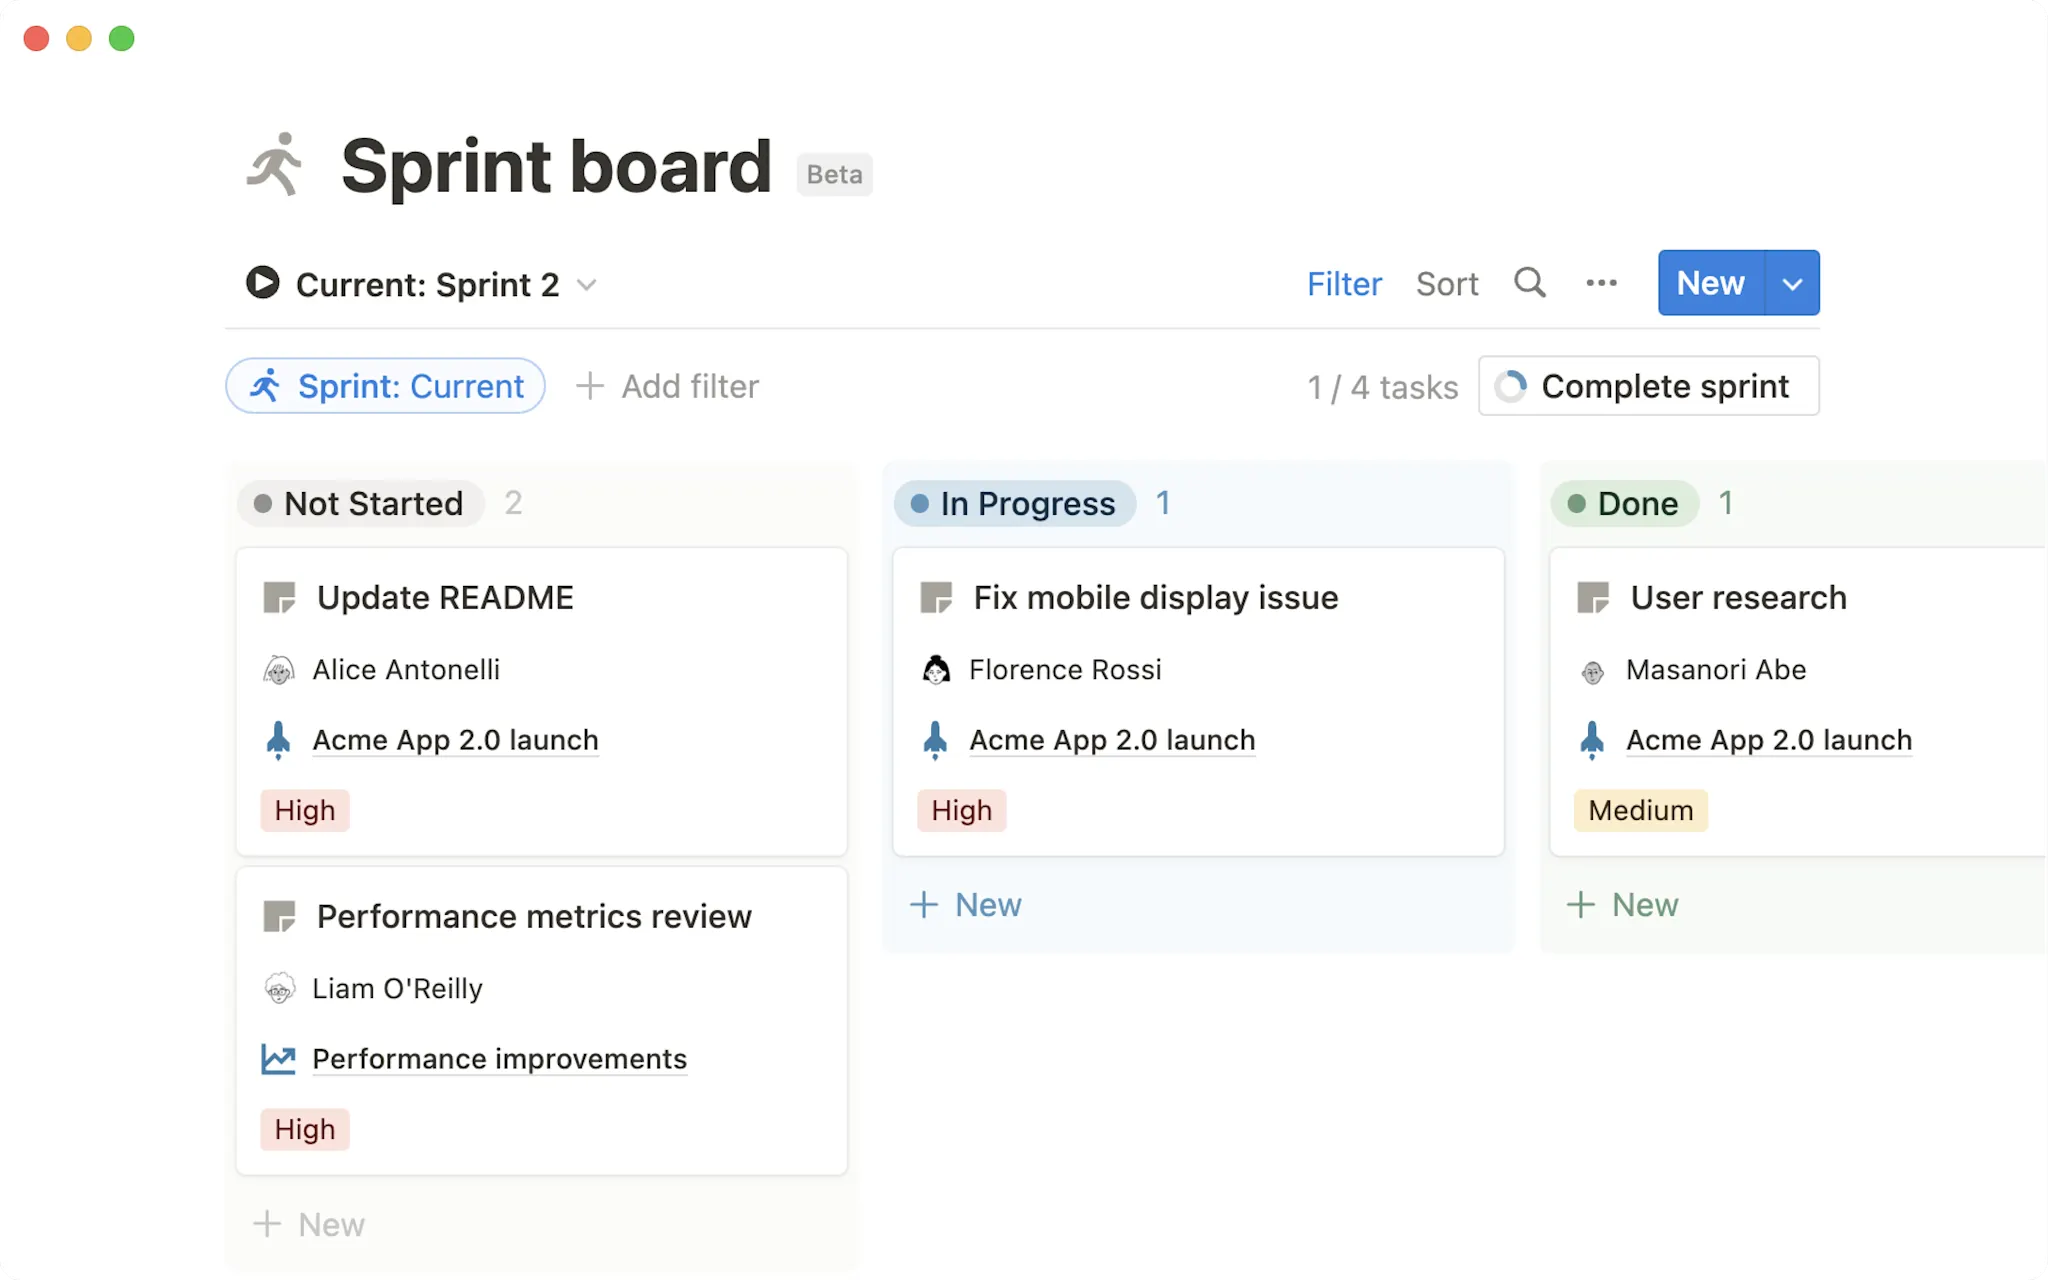 Sprint board Beta
Current: Sprint 2
Filter Sort New
Sprint: Current Add filter
1 / 4 tasks Complete sprint
Not Started 2
Update README
Alice Antonelli
Acme App 2.0 launch
High
Performance metrics review
Liam O'Reilly
Performance improvements
High
New
In Progress 1
Fix mobile display issue
Florence Rossi
Acme App 2.0 launch
High
New
Done 1
User research
Masanori Abe
Acme App 2.0 launch
Medium
New